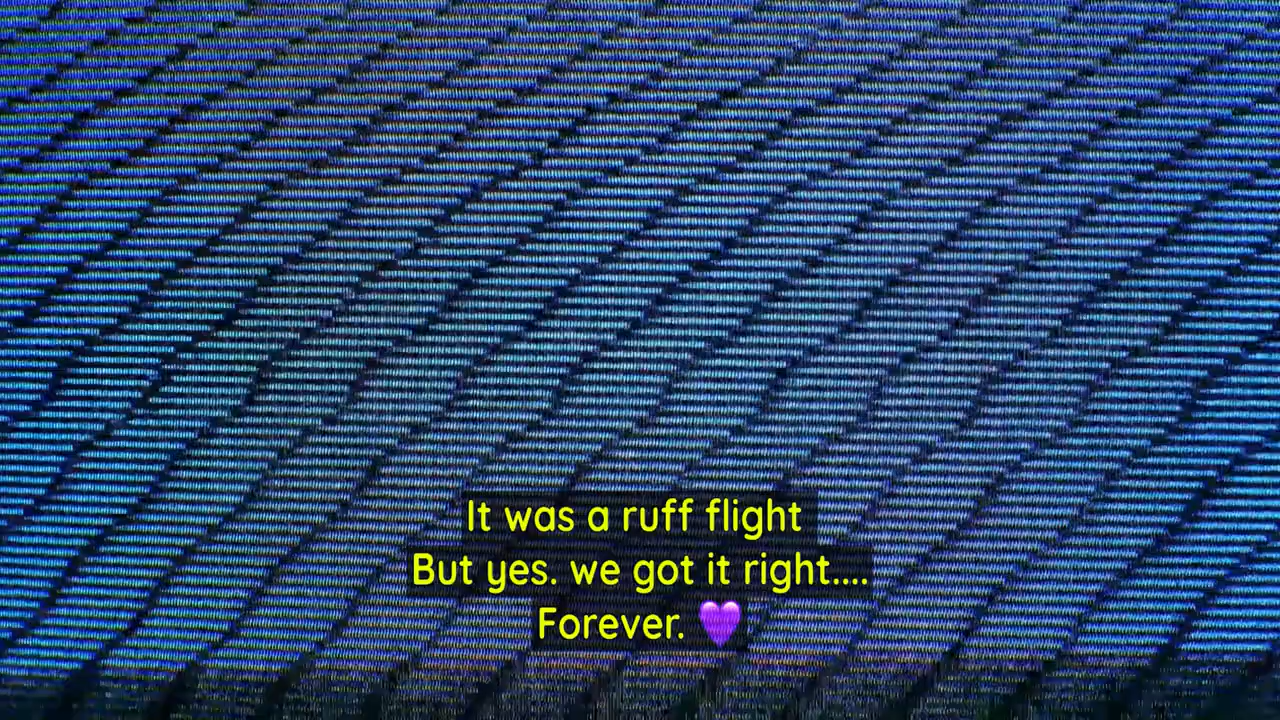 It was a ruff flight
But yes. we got it right....
Forever. 💜